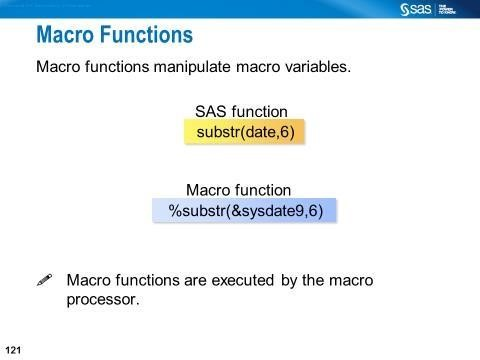 sas THE POWER TO KNOW.
Macro Functions
Macro functions manipulate macro variables.
SAS function
substr(date,6)
Macro function
%substr(&sysdate9,6)
Macro functions are executed by the macro
processor.
121